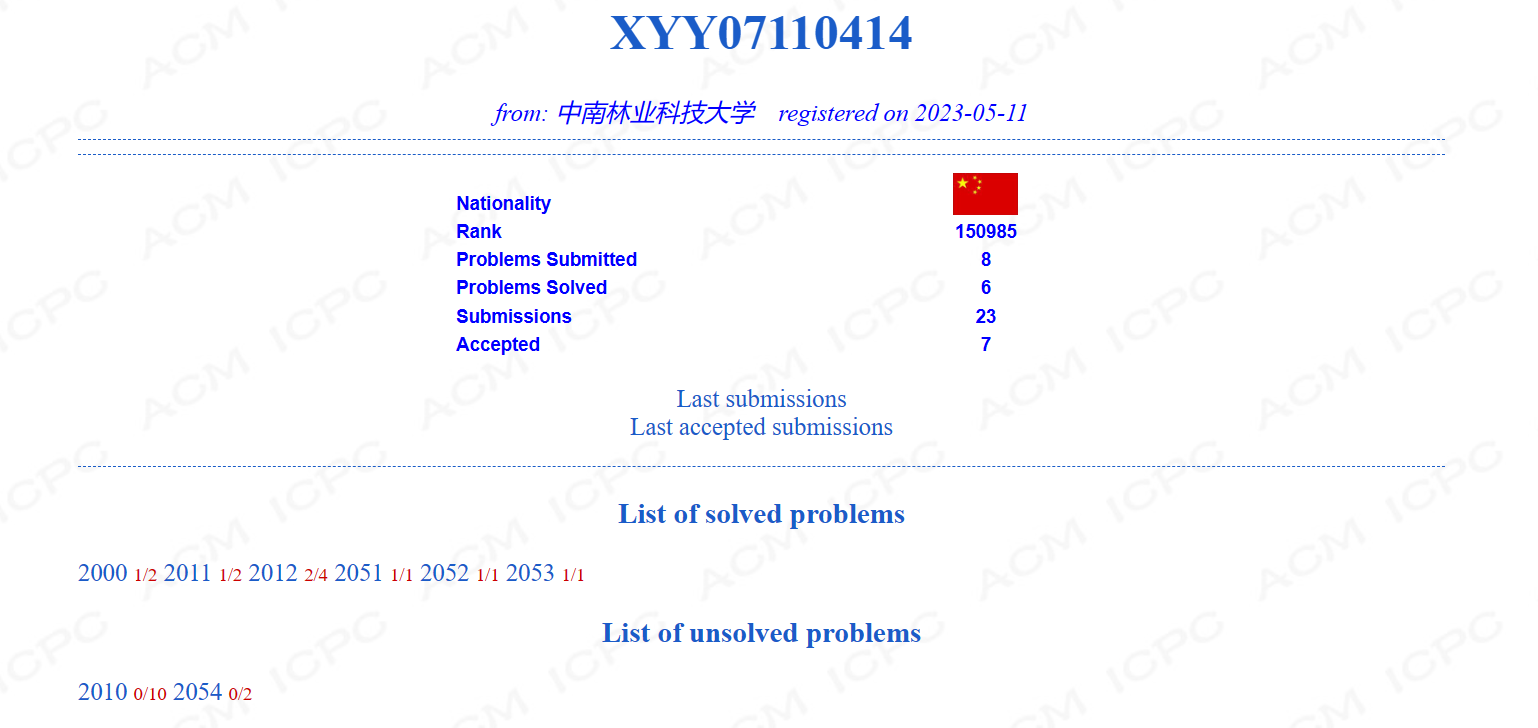 XYY07110414
from: 中南林业科技大学 registered on 2023-05-11
Nationality
Rank 150985
Problems Submitted 8
Problems Solved 6
Submissions 23
Accepted 7
Last submissions
Last accepted submissions
List of solved problems
2000 1/2 2011 1/2 2012 2/4 2051 1/1 2052 1/1 2053 1/1
List of unsolved problems
2010 0/10 2054 0/2
ACM ICPC